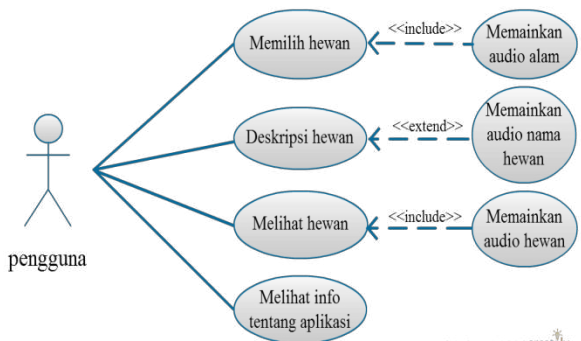 Memilih hewan
<<include>>
Memainkan
audio alam
Deskripsi hewan
<<extend>>
Memainkan
audio nama
hewan
Melihat hewan
<<include>>
Memainkan
audio hewan
pengguna
Melihat info
tentang aplikasi